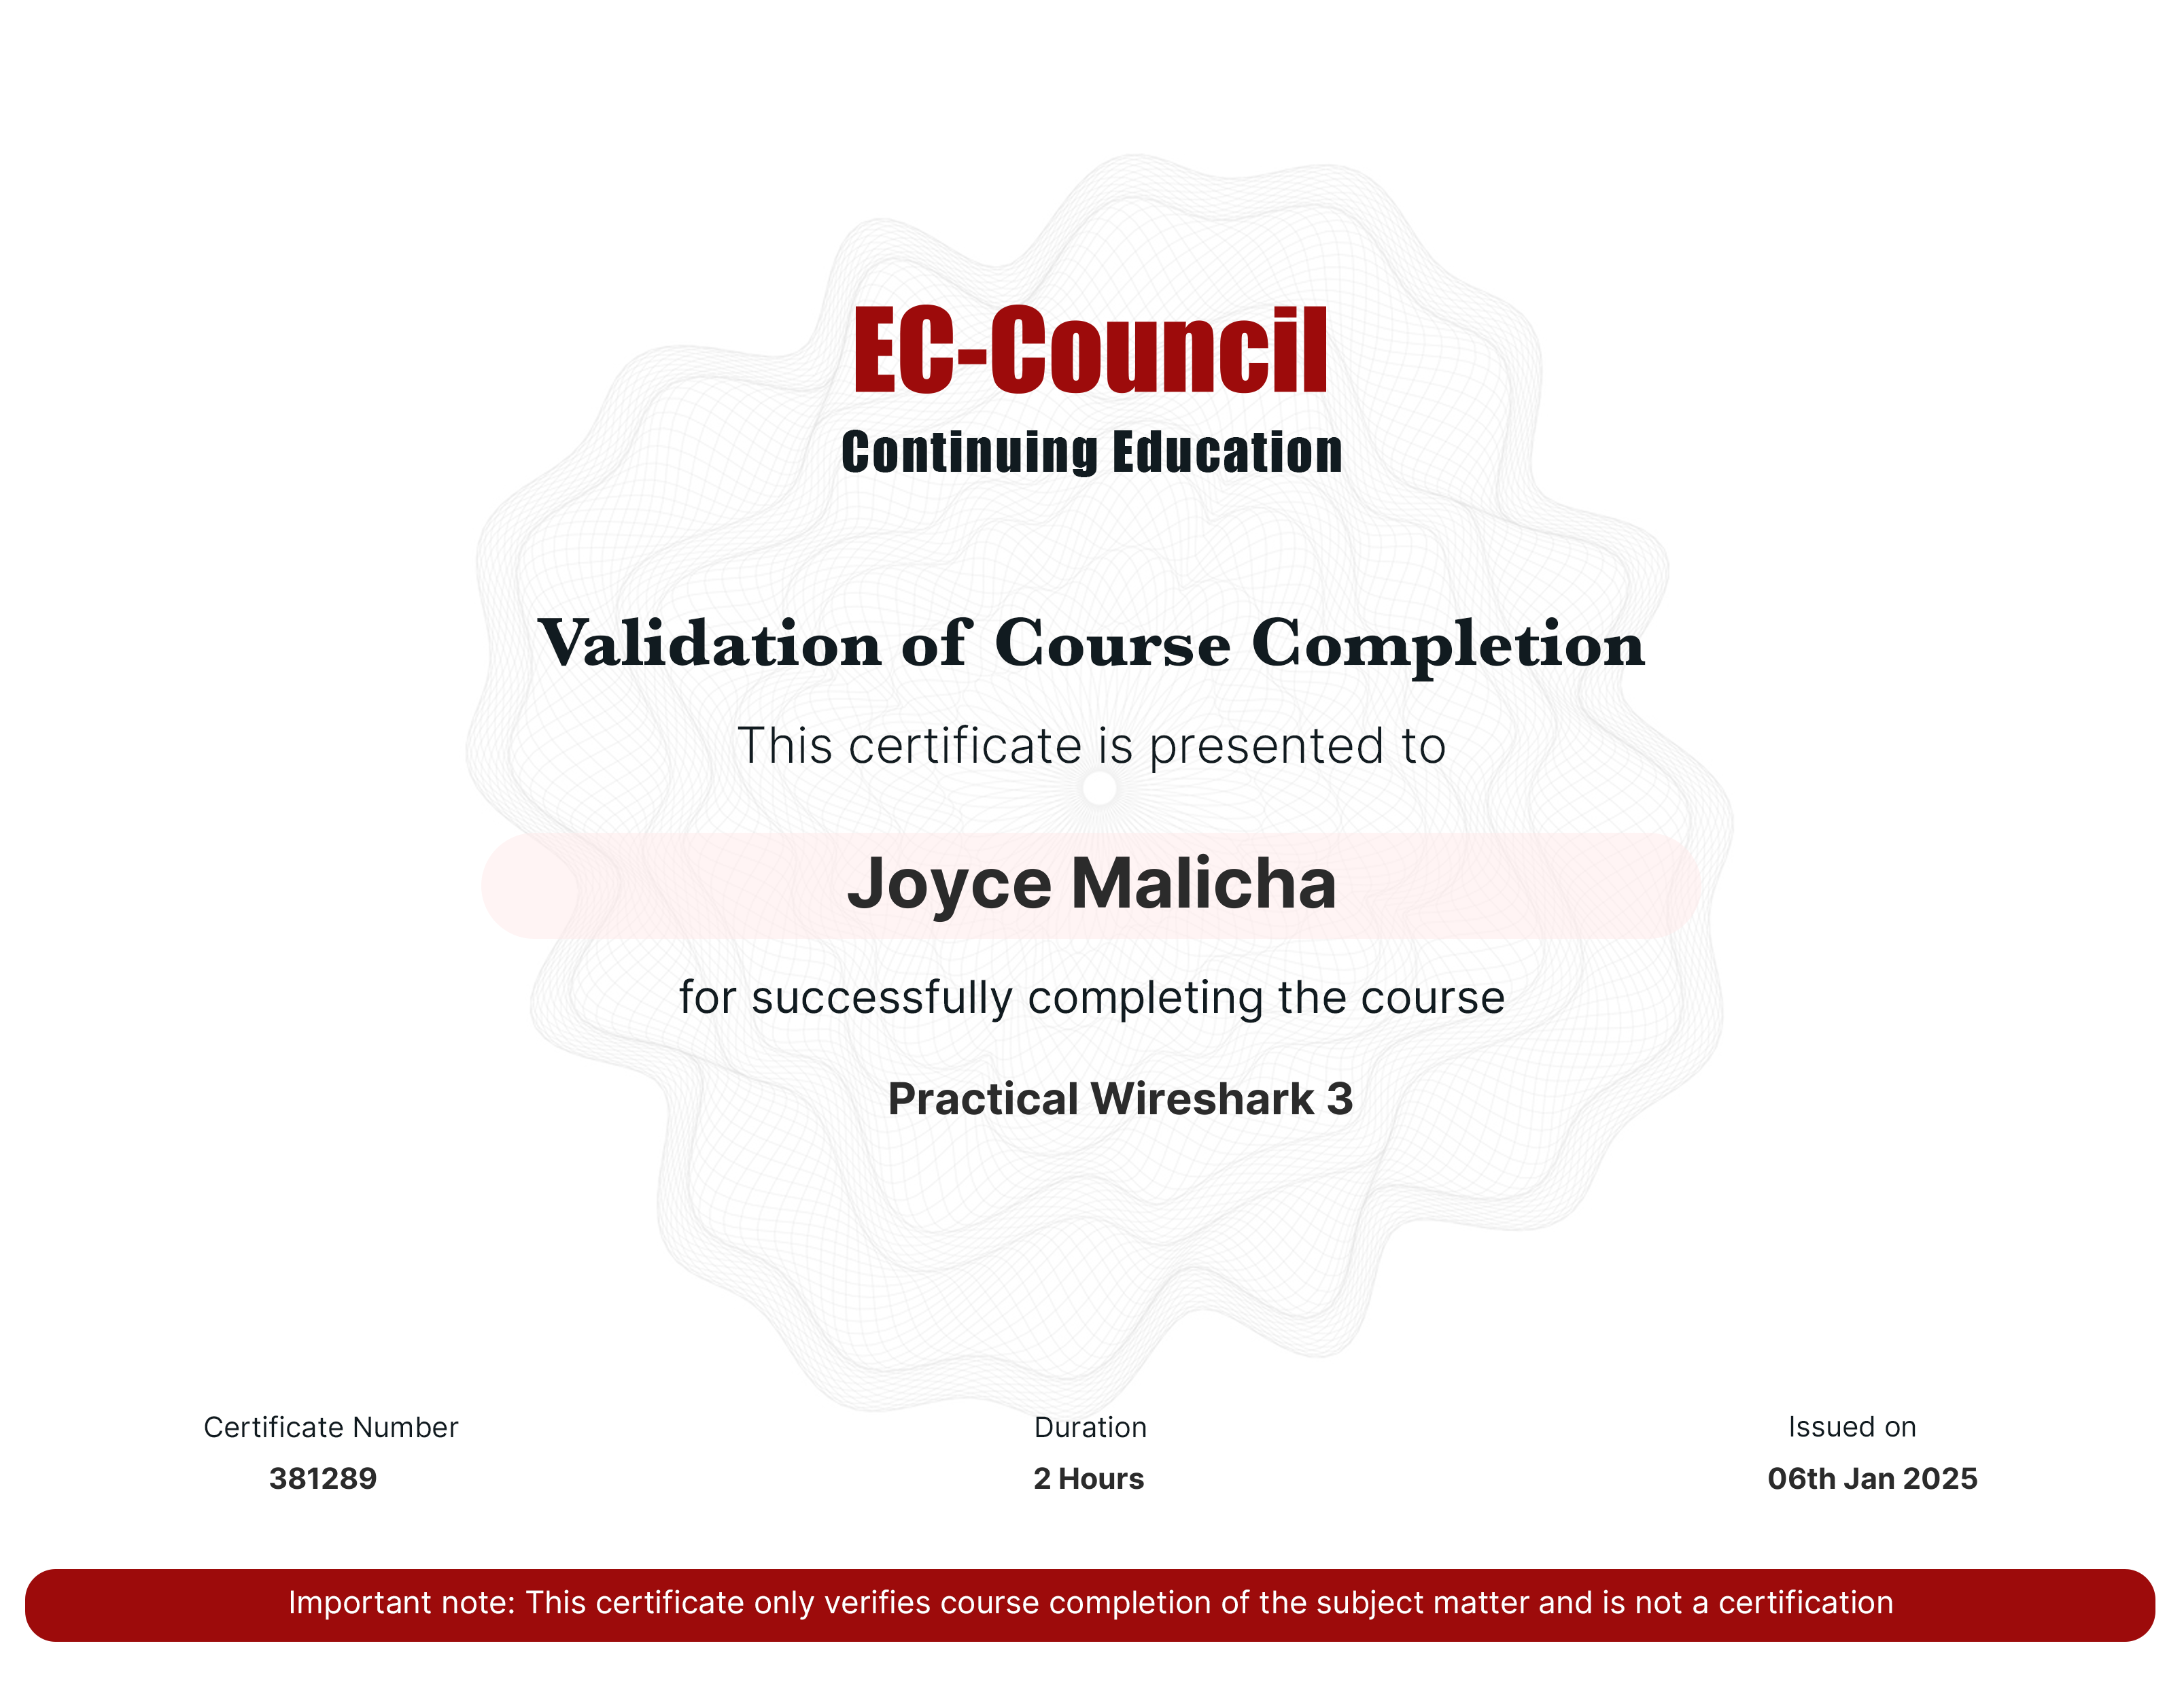 EC-Council
Continuing Education
Validation of Course Completion
This certificate is presented to
Joyce Malicha
for successfully completing the course
Practical Wireshark 3
Certificate Number
381289
Duration
2 Hours
Issued on
06th Jan 2025
Important note: This certificate only verifies course completion of the subject matter and is not a certification